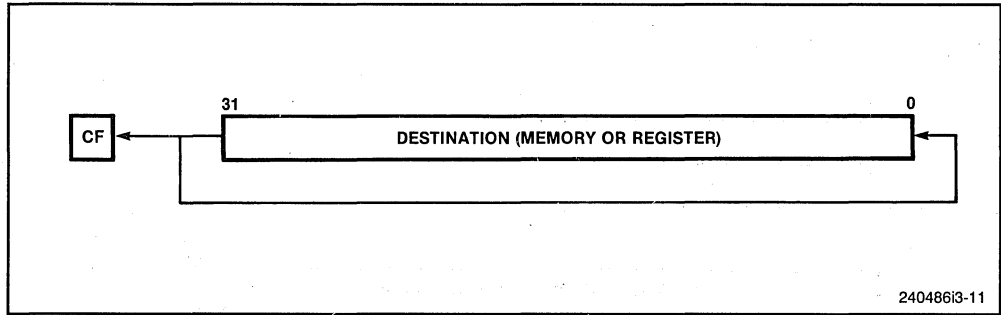 31
0
CF
DESTINATION (MEMORY OR REGISTER)
240486i3-11